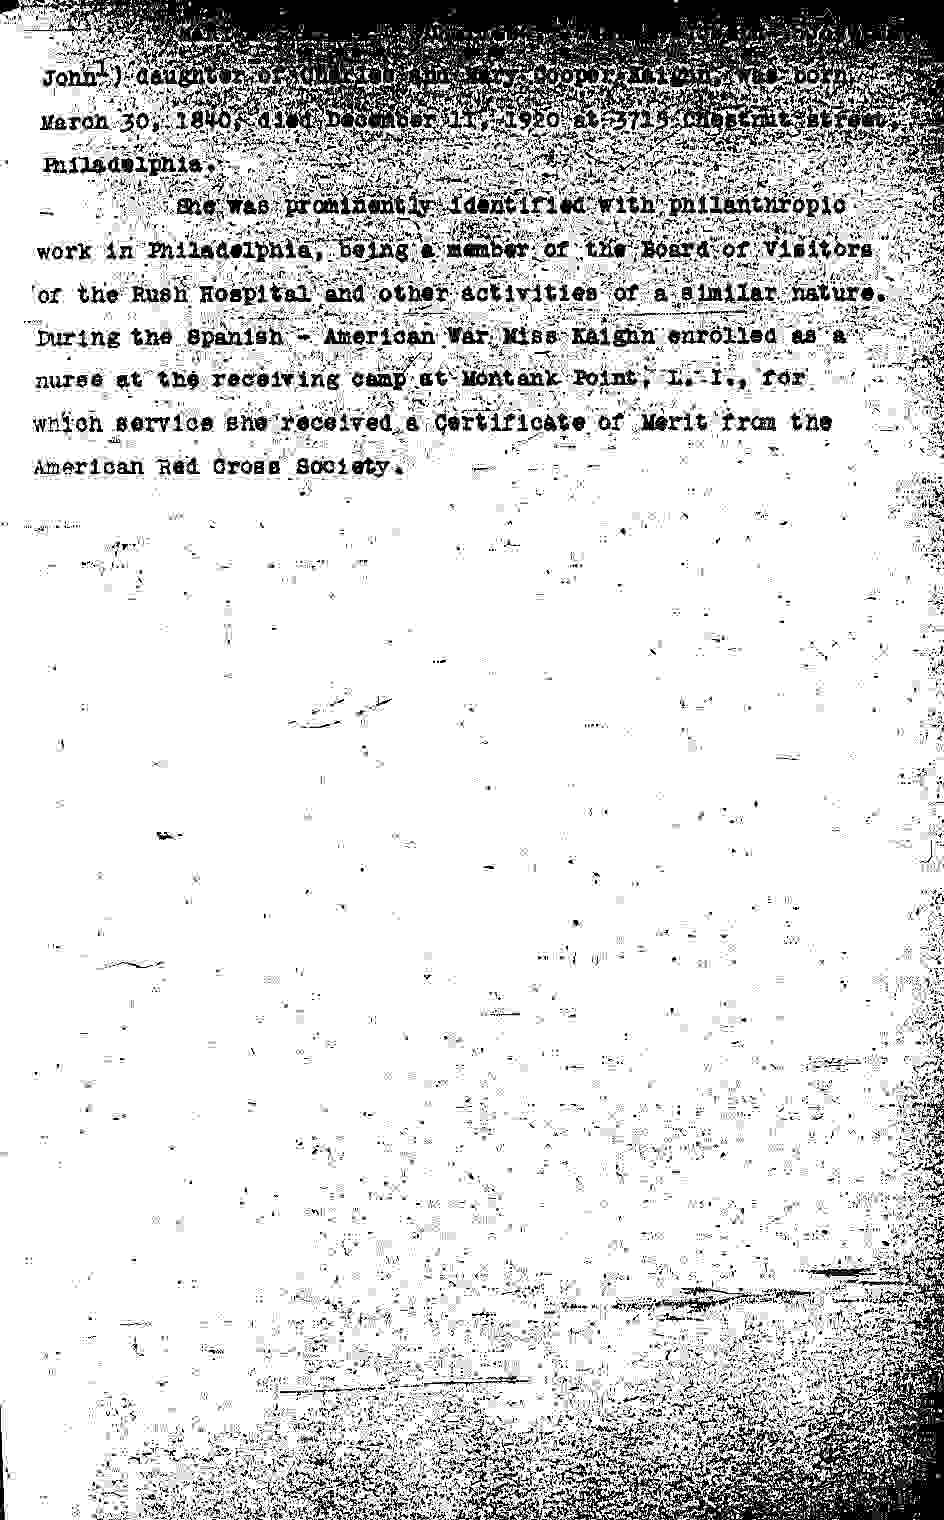 John¹) daughter of Charles and Mary Cooper Kaighn, was born
March 30, 1840, died December 11, 1920 at 3715 Chestnut street,
Philadelphia.
She was prominently identified with philanthropic
work in Philadelphia, being a member of the Board of Visitors
of the Rush Hospital and other activities of a similar nature.
During the Spanish - American War Miss Kaighn enrolled as a
nurse at the receiving camp at Montank Point, L. I., for
which service she received a Certificate of Merit from the
American Red Cross Society.